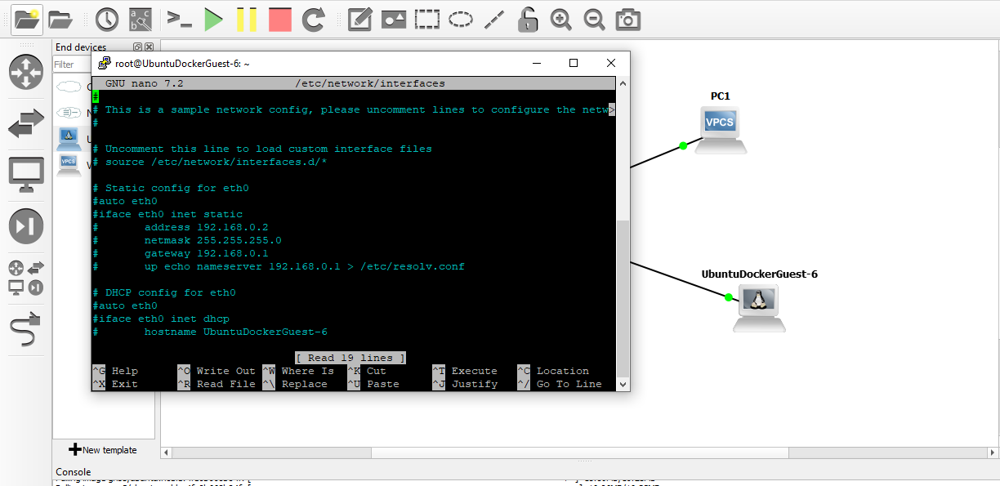 End devices
Filter
root@UbuntuDockerGuest-6: ~
GNU nano 7.2 /etc/network/interfaces
#
# This is a sample network config, please uncomment lines to configure the netw>
#
# Uncomment this line to load custom interface files
# source /etc/network/interfaces.d/*
# Static config for eth0
#auto eth0
#iface eth0 inet static
# address 192.168.0.2
# netmask 255.255.255.0
# gateway 192.168.0.1
# up echo nameserver 192.168.0.1 > /etc/resolv.conf
# DHCP config for eth0
#auto eth0
#iface eth0 inet dhcp
# hostname UbuntuDockerGuest-6
[ Read 19 lines ]
^G Help ^O Write Out ^W Where Is ^K Cut ^T Execute ^C Location
^X Exit ^R Read File ^\ Replace ^U Paste ^J Justify ^/ Go To Line
PC1
VPCS
UbuntuDockerGuest-6
VPCS
New template
Console